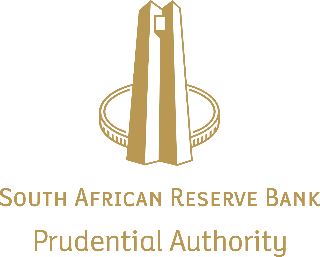 South African Reserve Bank
Prudential Authority